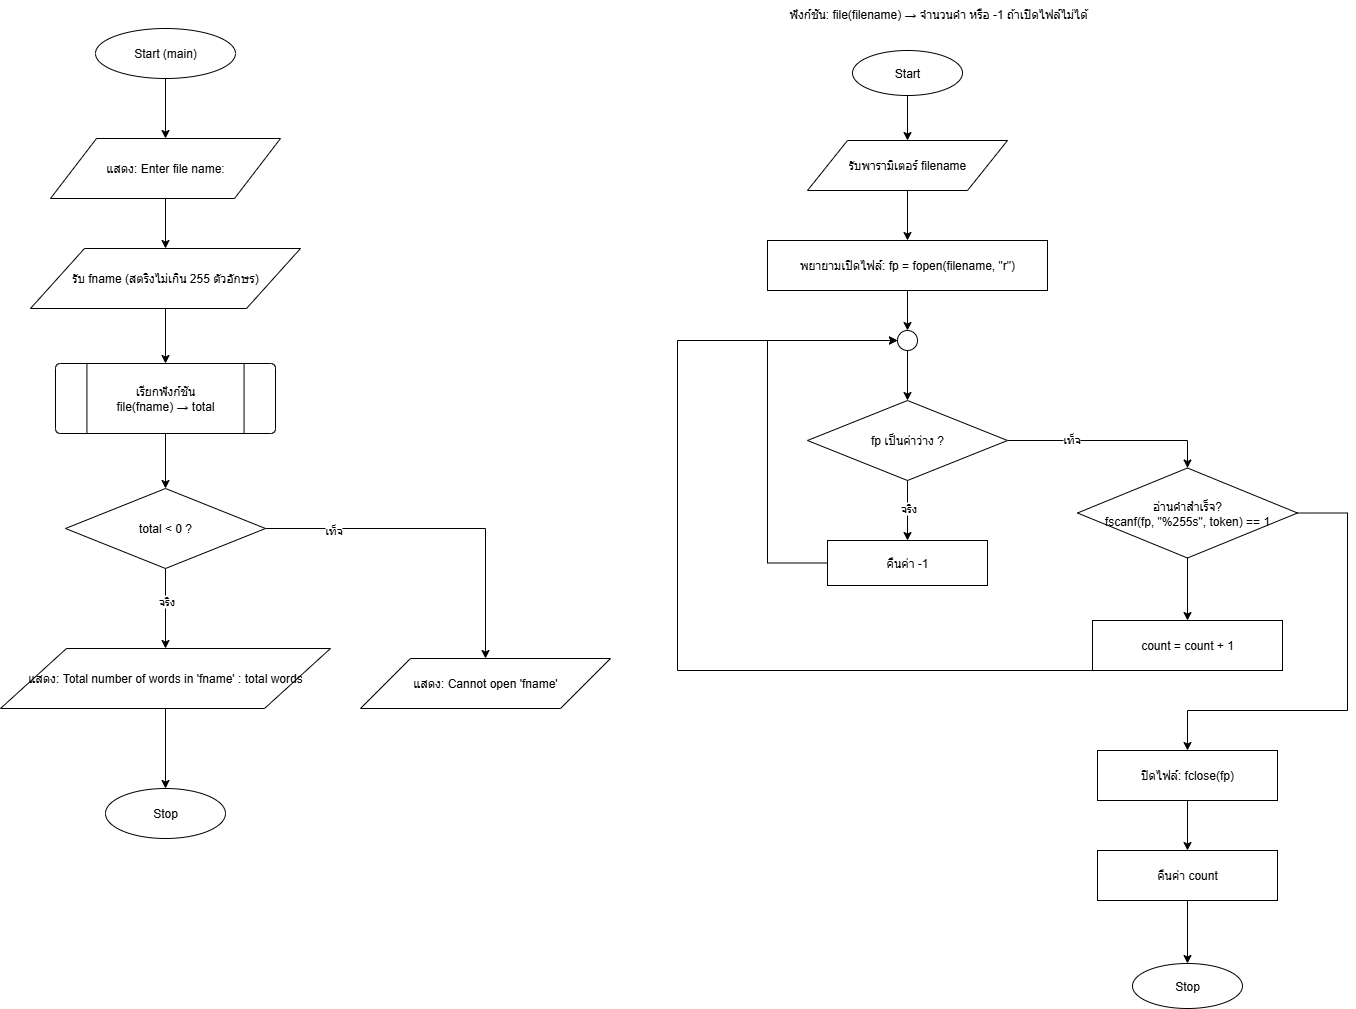 Start (main)
แสดง: Enter file name:
รับ fname (สตริงไม่เกิน 255 ตัวอักษร)
เรียกฟังก์ชัน
file(fname) → total
total < 0 ?
เท็จ
จริง
แสดง: Total number of words in 'fname' : total words
แสดง: Cannot open 'fname'
Stop
ฟังก์ชัน: file(filename) → จำนวนคำ หรือ -1 ถ้าเปิดไฟล์ไม่ได้
Start
รับพารามิเตอร์ filename
พยายามเปิดไฟล์: fp = fopen(filename, "r")
fp เป็นค่าว่าง ?
เท็จ
จริง
คืนค่า -1
อ่านคำสำเร็จ?
fscanf(fp, "%255s", token) == 1
count = count + 1
ปิดไฟล์: fclose(fp)
คืนค่า count
Stop